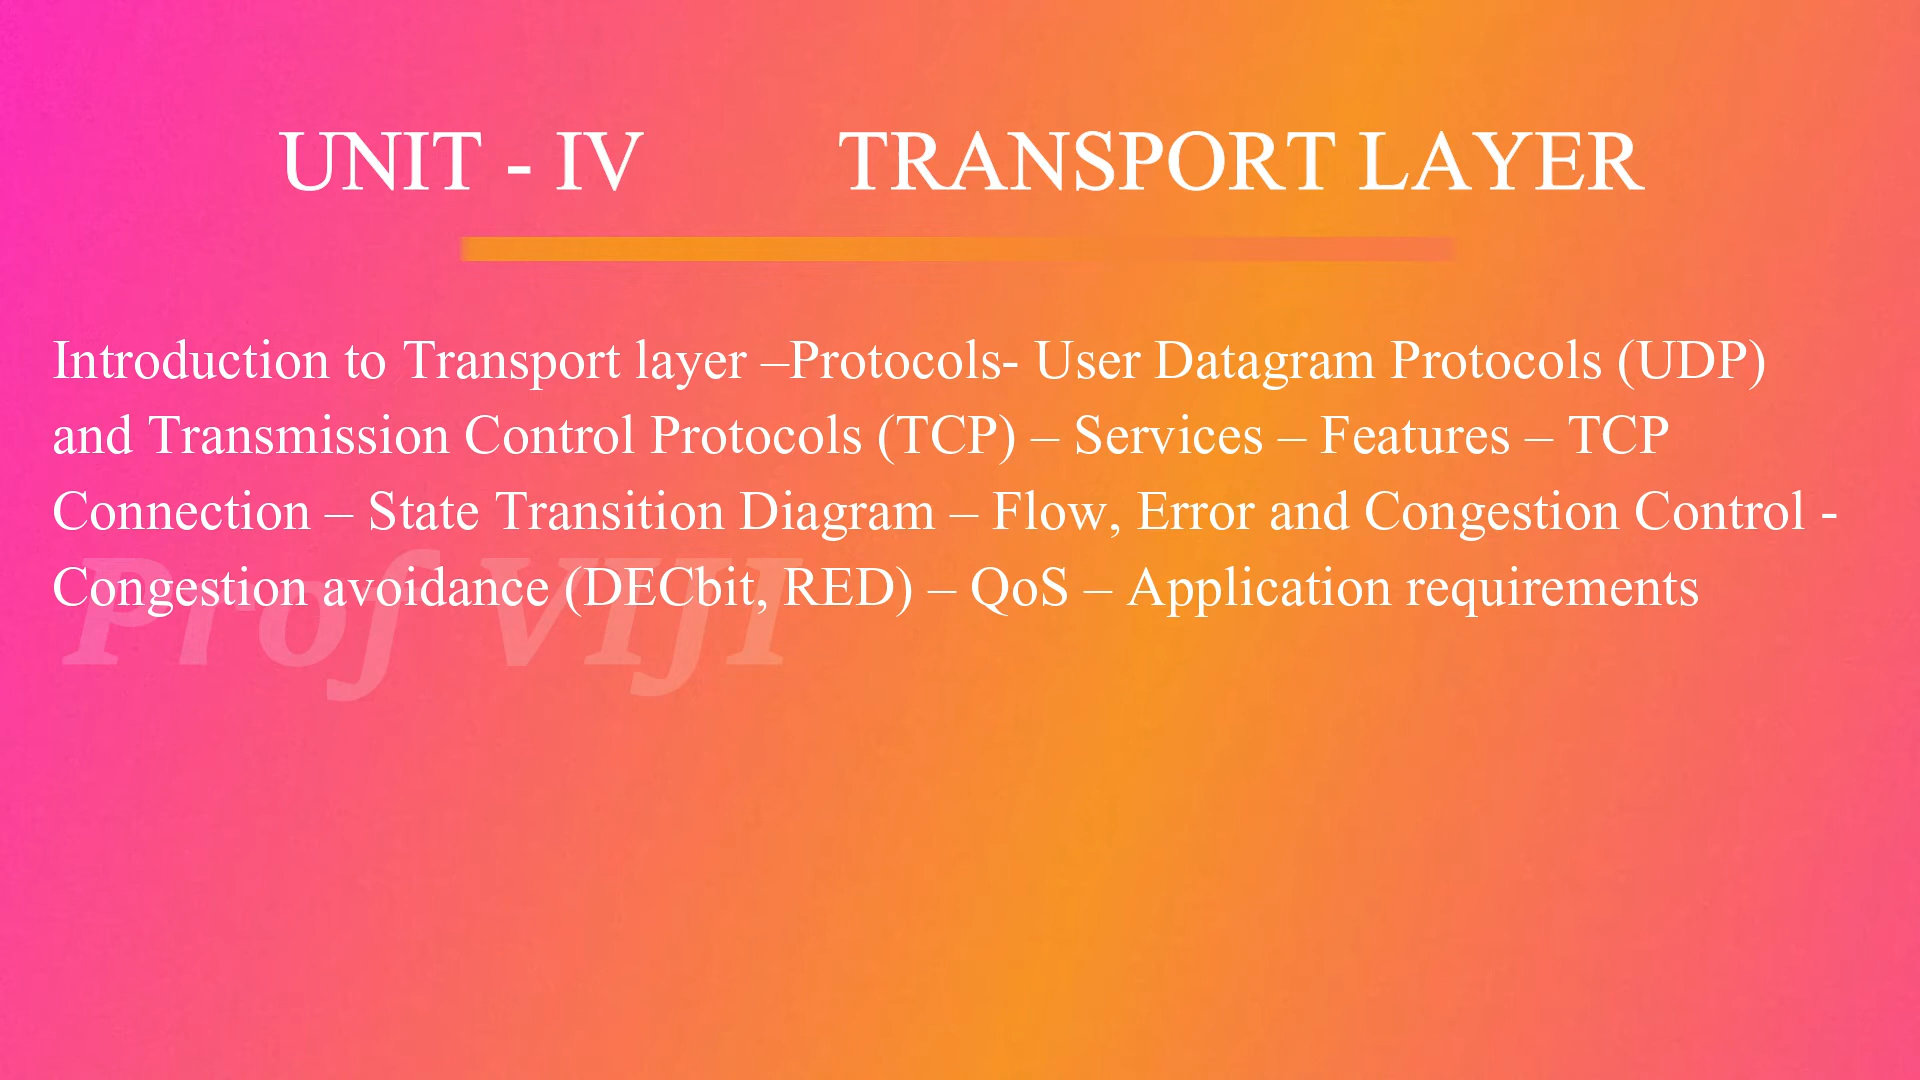 UNIT - IV TRANSPORT LAYER
Introduction to Transport layer –Protocols- User Datagram Protocols (UDP)
and Transmission Control Protocols (TCP) – Services – Features – TCP
Connection – State Transition Diagram – Flow, Error and Congestion Control -
Congestion avoidance (DECbit, RED) – QoS – Application requirements
Prof VIJI